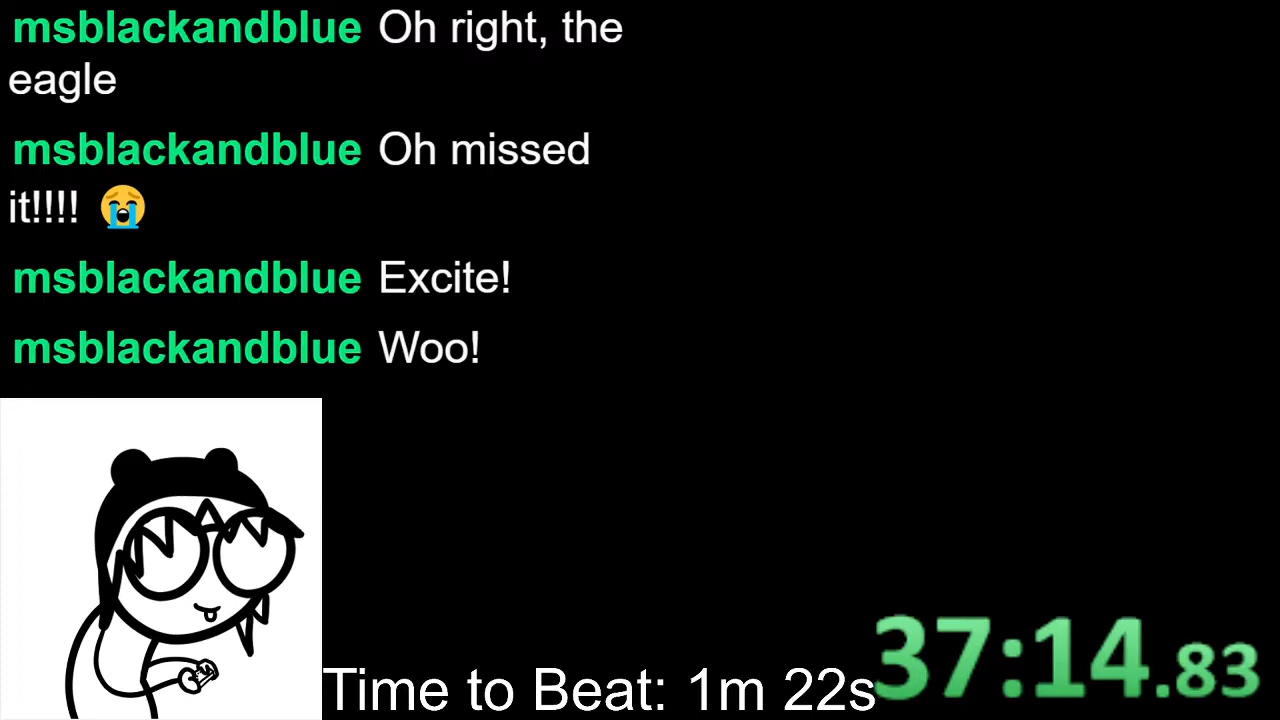 msblackandblue Oh right, the
eagle
msblackandblue Oh missed
it!!!! 😭
msblackandblue Excite!
msblackandblue Woo!
Time to Beat: 1m 22s
37:14.83